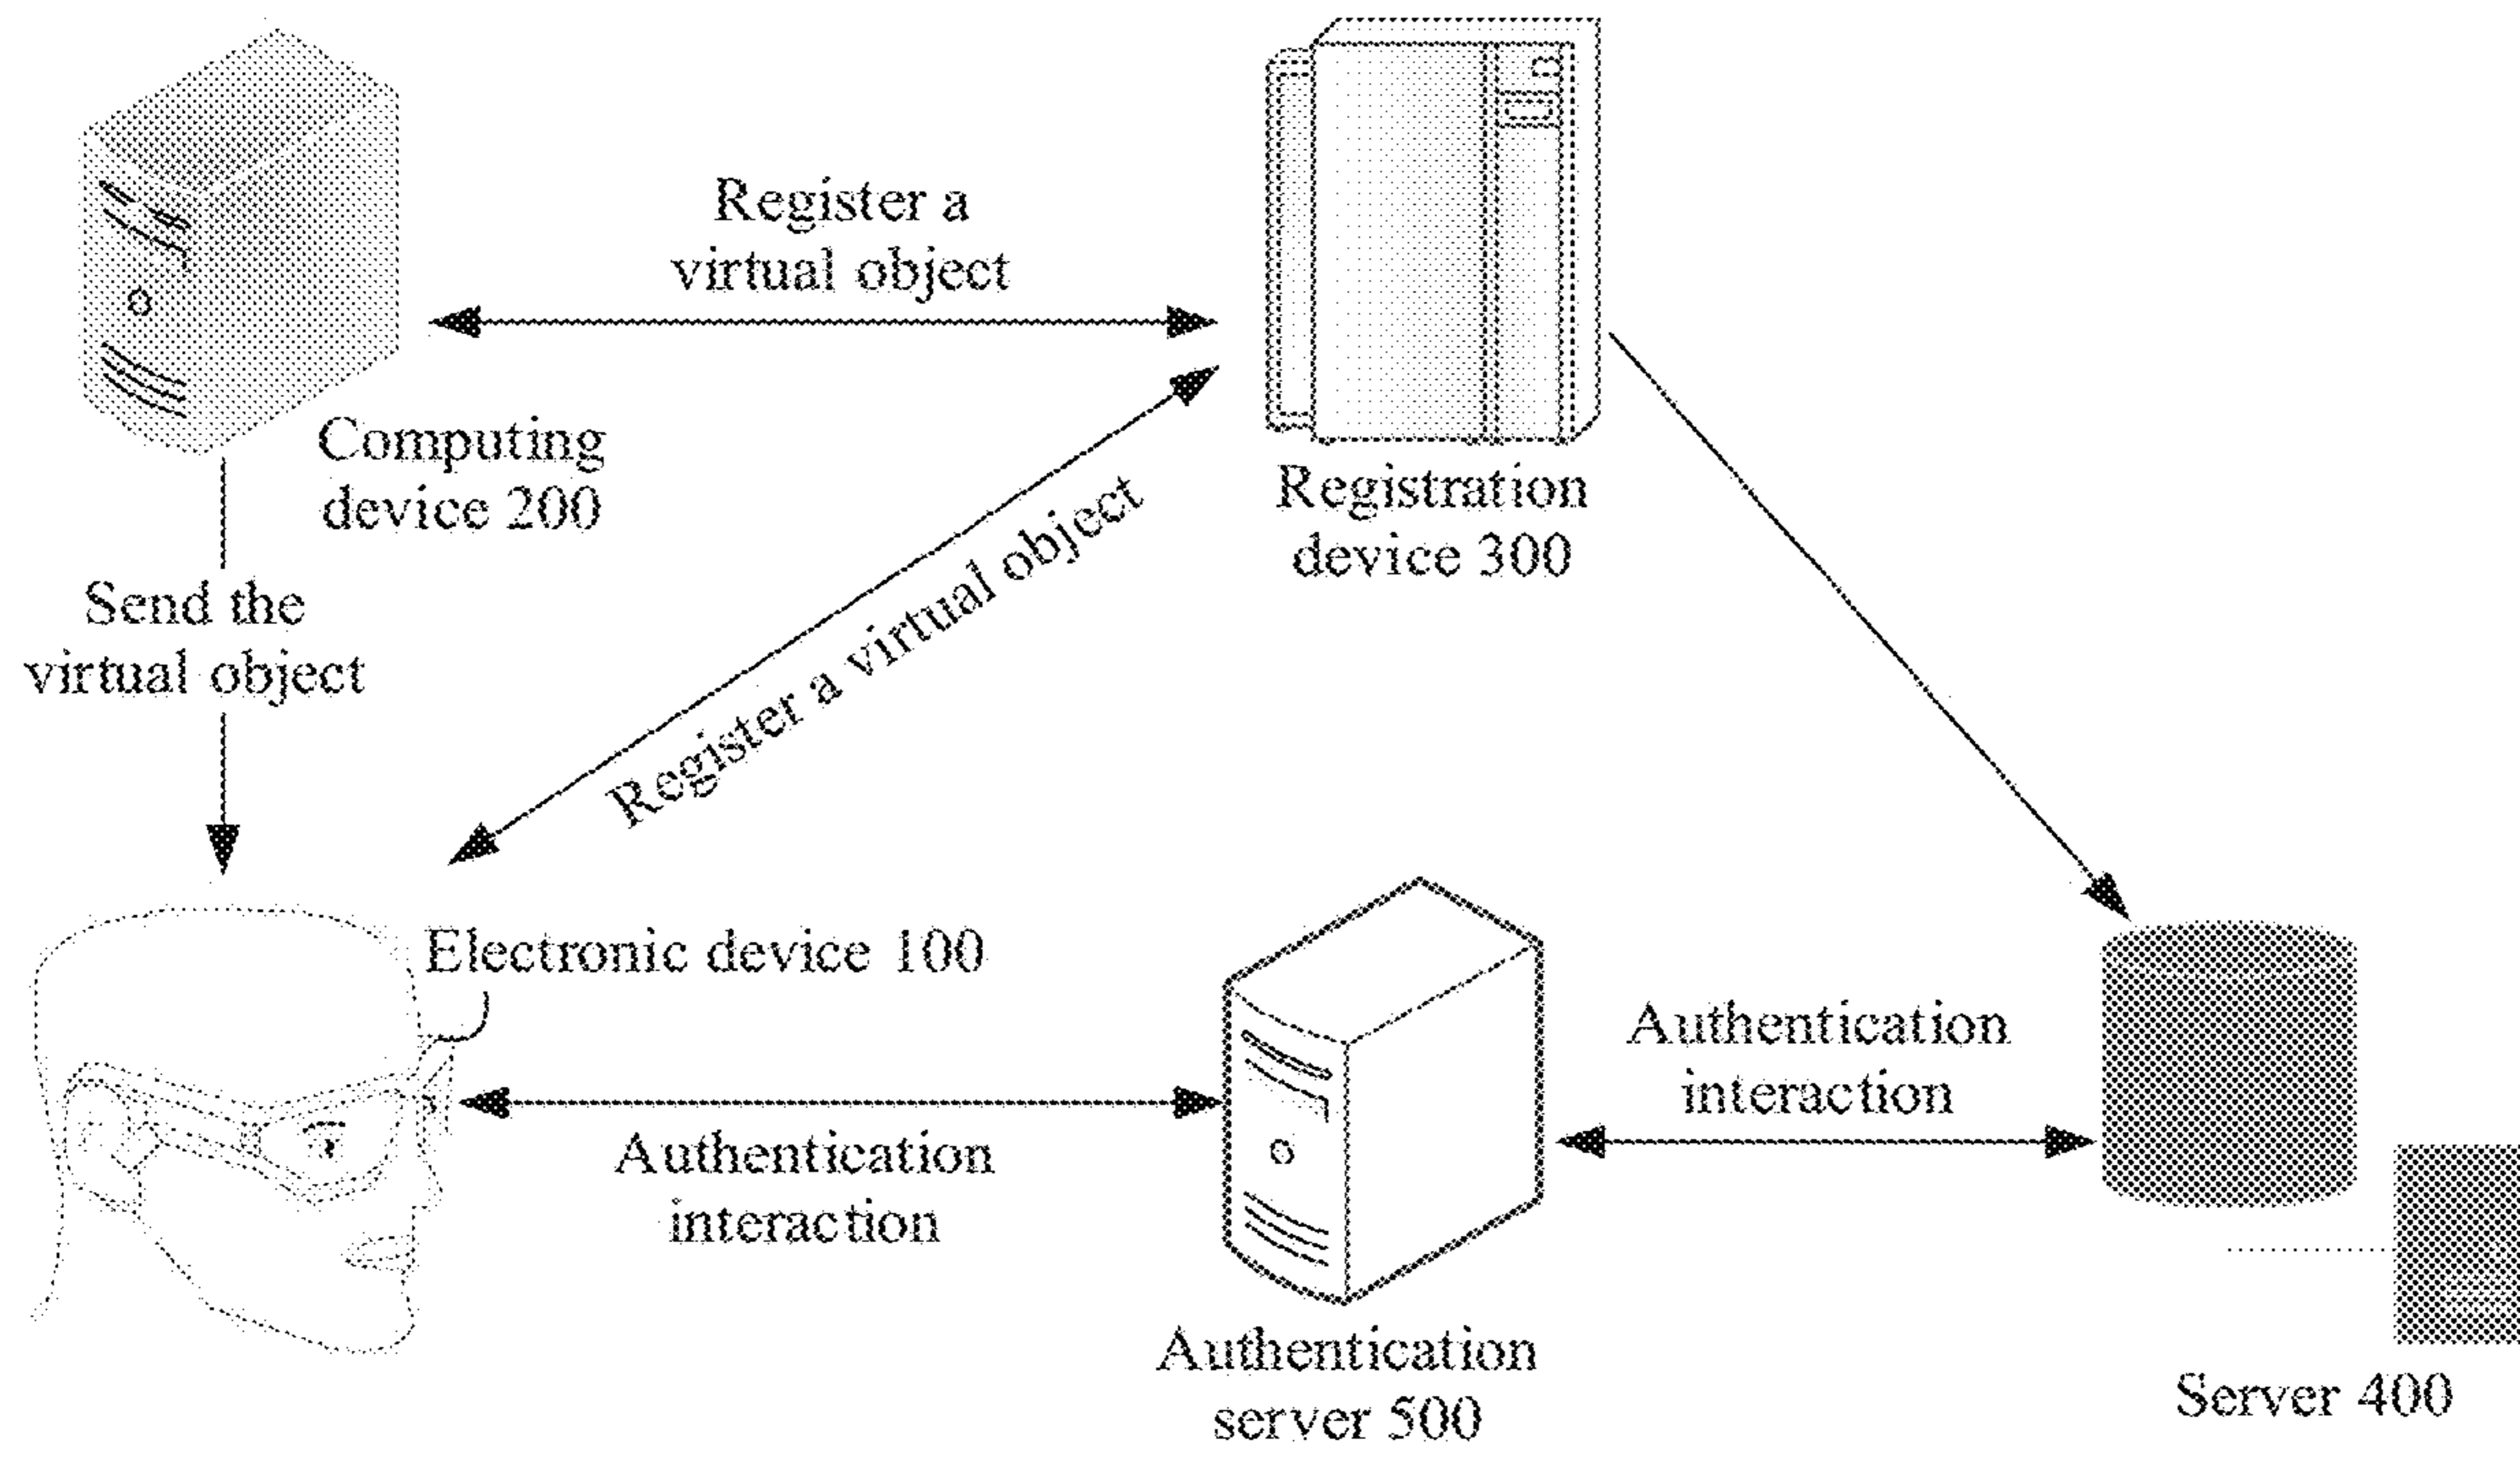 Register a
virtual object
Computing
device 200
Registration
device 300
Send the
virtual object
Register a virtual object
Electronic device 100
Authentication
interaction
Authentication
interaction
Authentication
server 500
Server 400